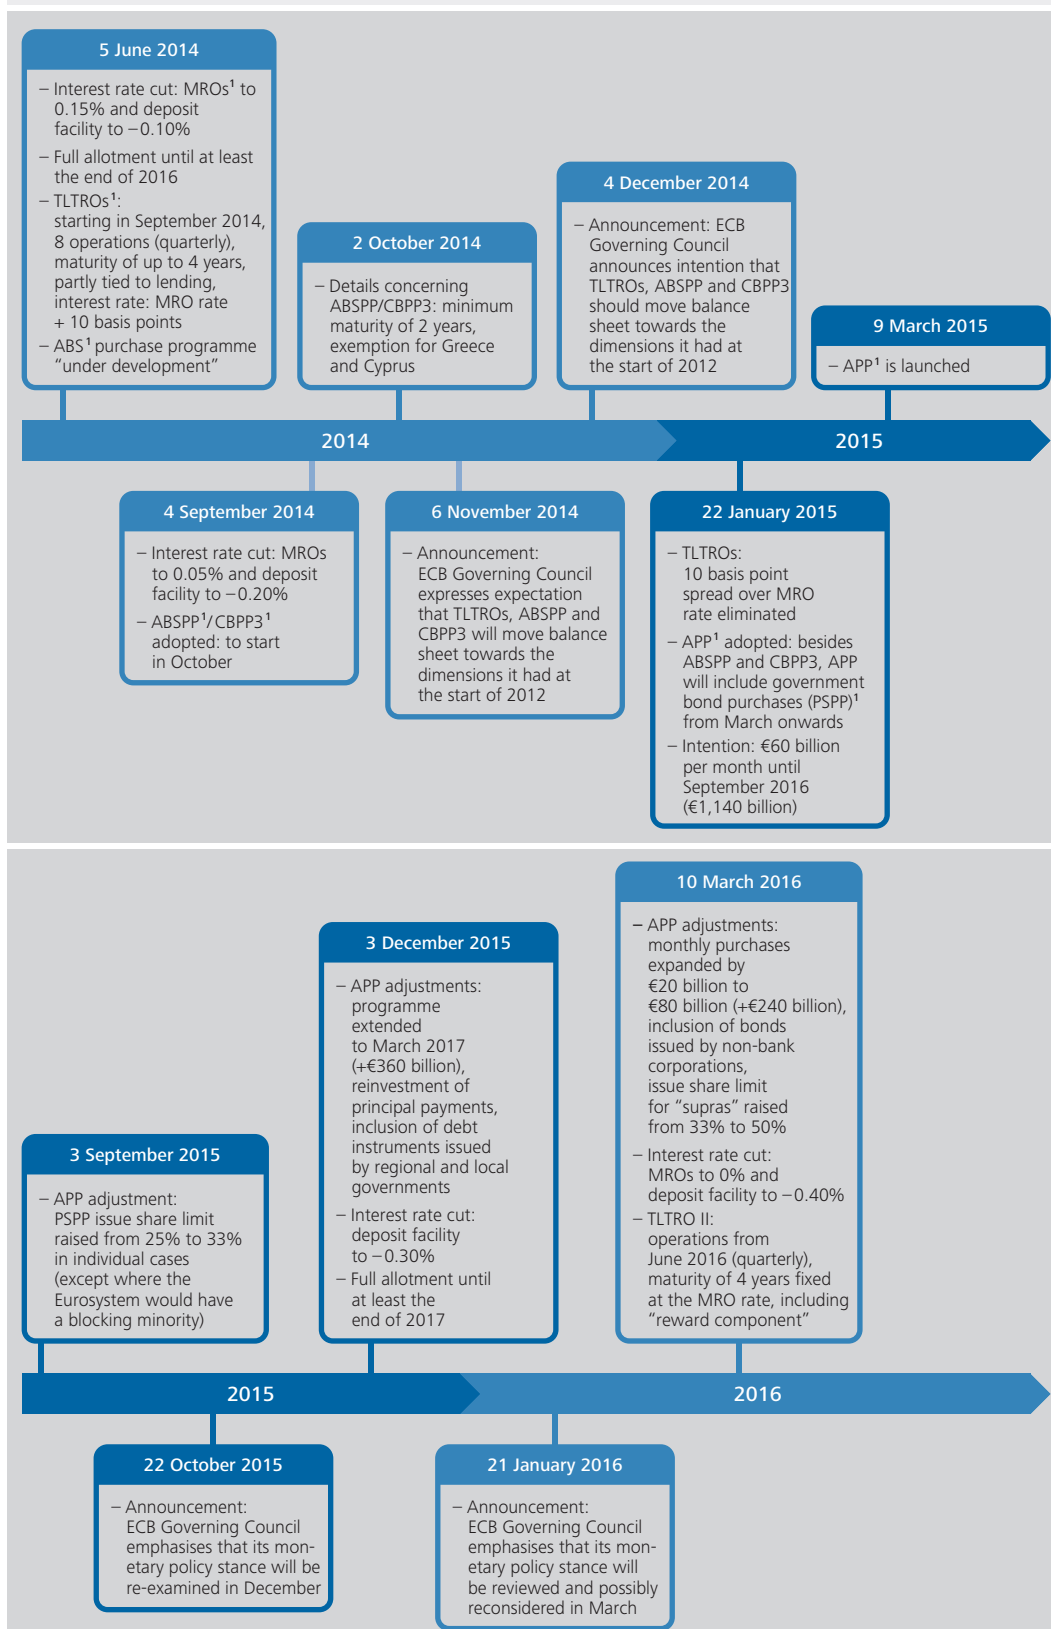 5 June 2014
– Interest rate cut: MROs¹ to
0.15% and deposit
facility to −0.10%
– Full allotment until at least
the end of 2016
– TLTROs¹:
starting in September 2014,
8 operations (quarterly),
maturity of up to 4 years,
partly tied to lending,
interest rate: MRO rate
+ 10 basis points
– ABS¹ purchase programme
“under development”
2 October 2014
– Details concerning
ABSPP/CBPP3: minimum
maturity of 2 years,
exemption for Greece
and Cyprus
4 December 2014
– Announcement: ECB
Governing Council
announces intention that
TLTROs, ABSPP and CBPP3
should move balance
sheet towards the
dimensions it had at
the start of 2012
9 March 2015
– APP¹ is launched
2014
2015
4 September 2014
– Interest rate cut: MROs
to 0.05% and deposit
facility to −0.20%
– ABSPP¹/CBPP3¹
adopted: to start
in October
6 November 2014
– Announcement:
ECB Governing Council
expresses expectation
that TLTROs, ABSPP and
CBPP3 will move balance
sheet towards the
dimensions it had at
the start of 2012
22 January 2015
– TLTROs:
10 basis point
spread over MRO
rate eliminated
– APP¹ adopted: besides
ABSPP and CBPP3, APP
will include government
bond purchases (PSPP)¹
from March onwards
– Intention: €60 billion
per month until
September 2016
(€1,140 billion)
3 September 2015
– APP adjustment:
PSPP issue share limit
raised from 25% to 33%
in individual cases
(except where the
Eurosystem would have
a blocking minority)
3 December 2015
– APP adjustments:
programme
extended
to March 2017
(+€360 billion),
reinvestment of
principal payments,
inclusion of debt
instruments issued
by regional and local
governments
– Interest rate cut:
deposit facility
to −0.30%
– Full allotment until
at least the
end of 2017
10 March 2016
– APP adjustments:
monthly purchases
expanded by
€20 billion to
€80 billion (+€240 billion),
inclusion of bonds
issued by non-bank
corporations,
issue share limit
for “supras” raised
from 33% to 50%
– Interest rate cut:
MROs to 0% and
deposit facility to −0.40%
– TLTRO II:
operations from
June 2016 (quarterly),
maturity of 4 years fixed
at the MRO rate, including
“reward component”
2015
2016
22 October 2015
– Announcement:
ECB Governing Council
emphasises that its mon-
etary policy stance will be
re-examined in December
21 January 2016
– Announcement:
ECB Governing Council
emphasises that its mon-
etary policy stance will
be reviewed and possibly
reconsidered in March